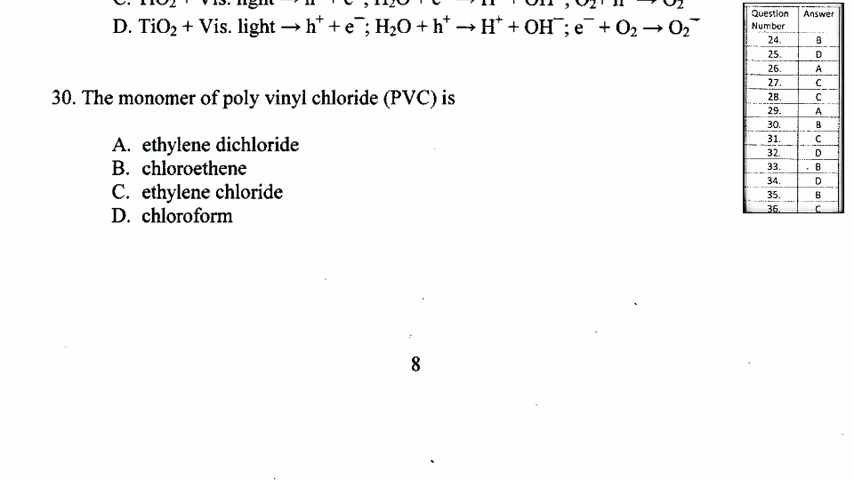 D. TiO₂ + Vis. light → h⁺ + e⁻; H₂O + h⁺ → H⁺ + OH⁻; e⁻ + O₂ → O₂⁻
30. The monomer of poly vinyl chloride (PVC) is
A. ethylene dichloride
B. chloroethene
C. ethylene chloride
D. chloroform
8
Question Number Answer
24. B
25. D
26. A
27. C
28. C
29. A
30. B
31. C
32. D
33. B
34. D
35. B
36. C